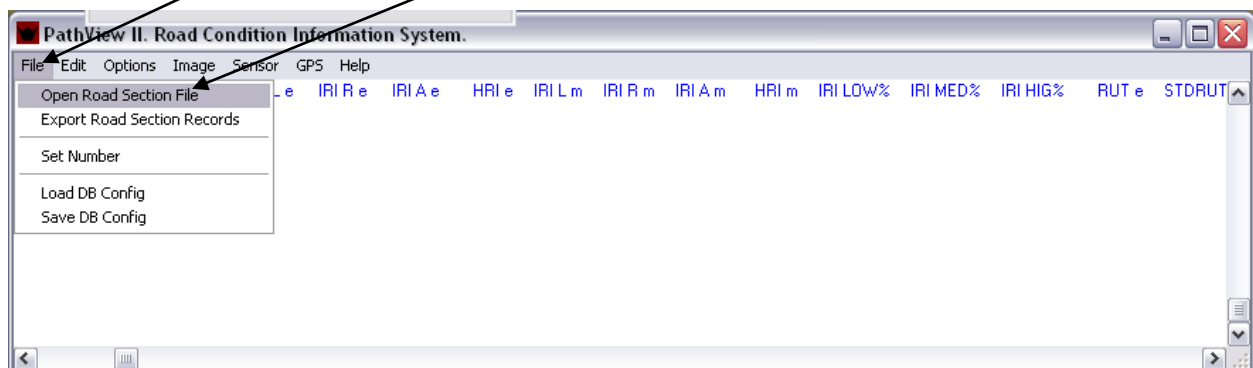 PathView II. Road Condition Information System.
File Edit Options Image Sensor GPS Help
Open Road Section File
L e IRI R e IRI A e HRI e IRI L m IRI R m IRI A m HRI m IRI LOW% IRI MED% IRI HIG% RUT e STDRUT
Export Road Section Records
Set Number
Load DB Config
Save DB Config